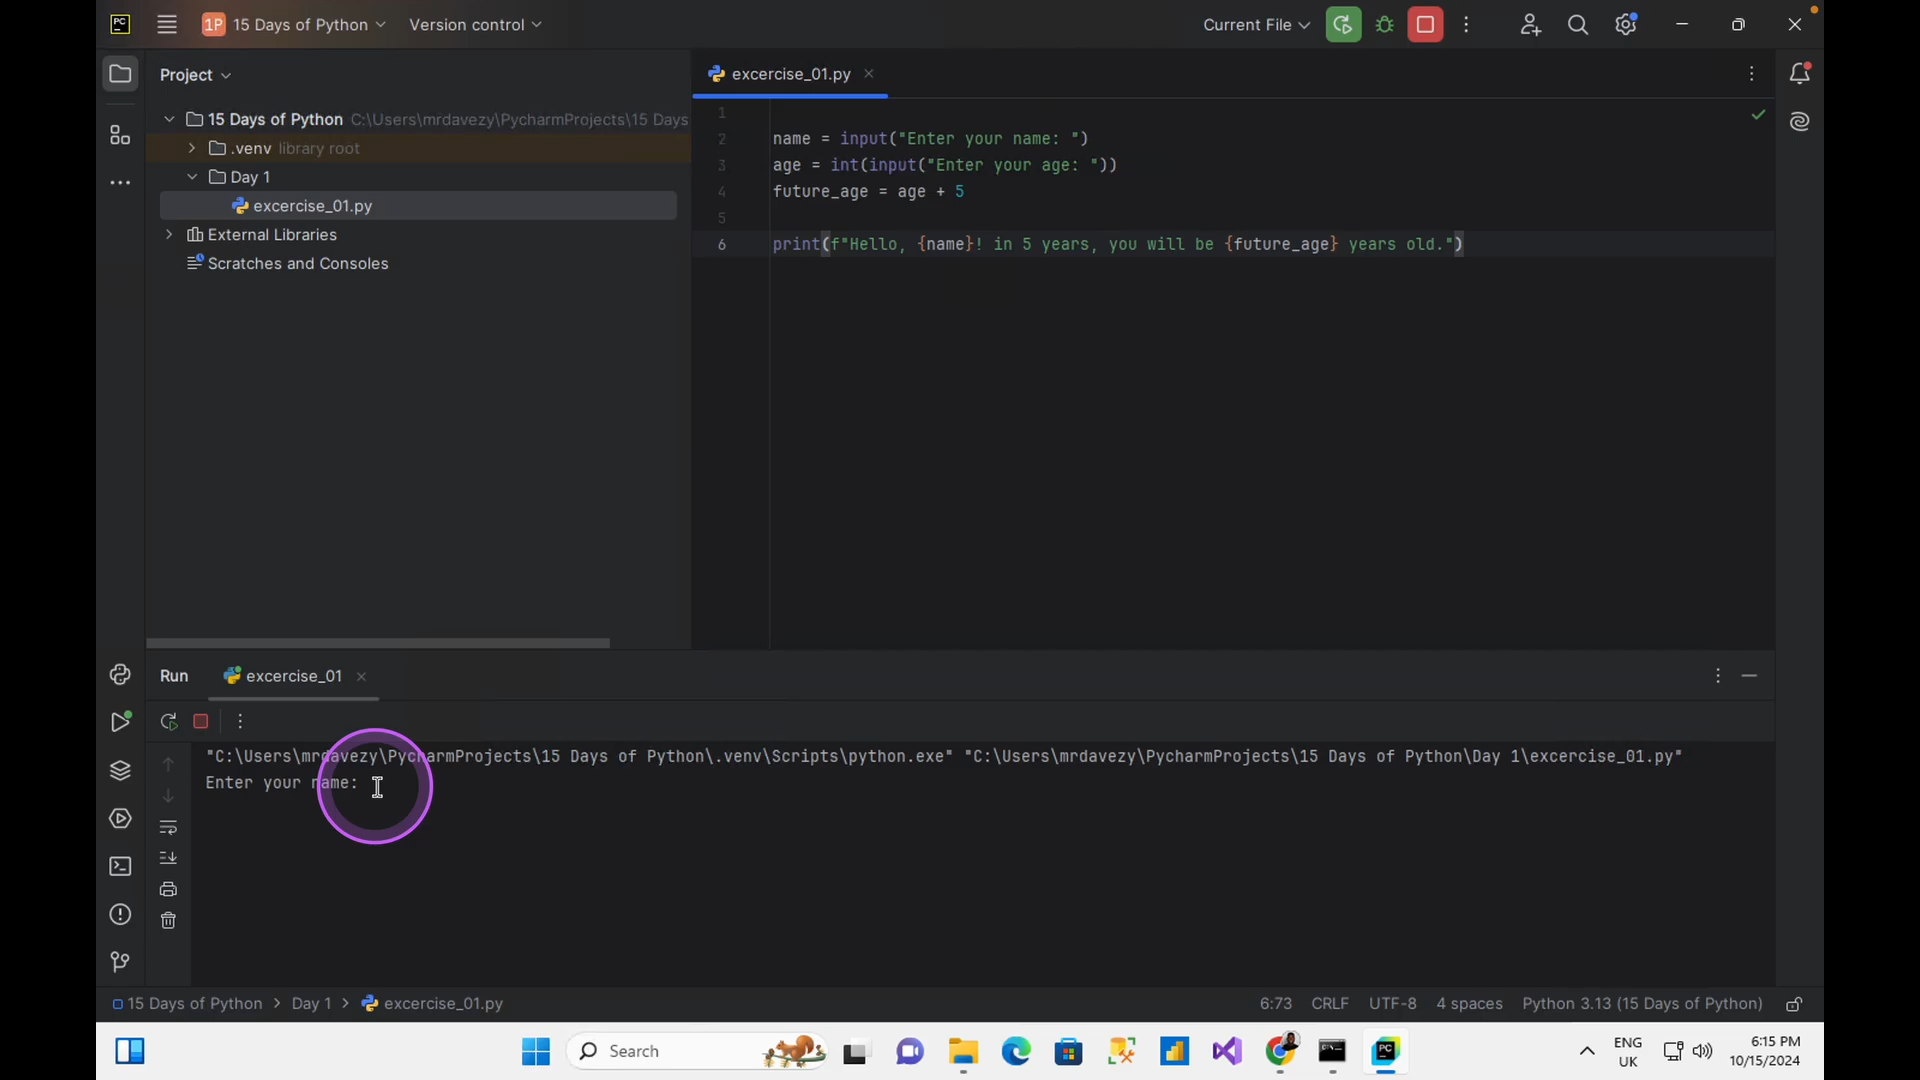 PC
1P 15 Days of Python
Version control
Current File
Project
excercise_01.py
15 Days of Python C:\Users\mrdavezy\PycharmProjects\15 Days
.venv library root
Day 1
excercise_01.py
External Libraries
Scratches and Consoles
1
2 name = input("Enter your name: ")
3 age = int(input("Enter your age: "))
4 future_age = age + 5
5
6 print(f"Hello, {name}! in 5 years, you will be {future_age} years old.")
Run
excercise_01
"C:\Users\mrdavezy\PycharmProjects\15 Days of Python\.venv\Scripts\python.exe" "C:\Users\mrdavezy\PycharmProjects\15 Days of Python\Day 1\excercise_01.py"
Enter your name:
15 Days of Python > Day 1 > excercise_01.py
6:73 CRLF UTF-8 4 spaces Python 3.13 (15 Days of Python)
Search
PC
ENG
UK
6:15 PM
10/15/2024